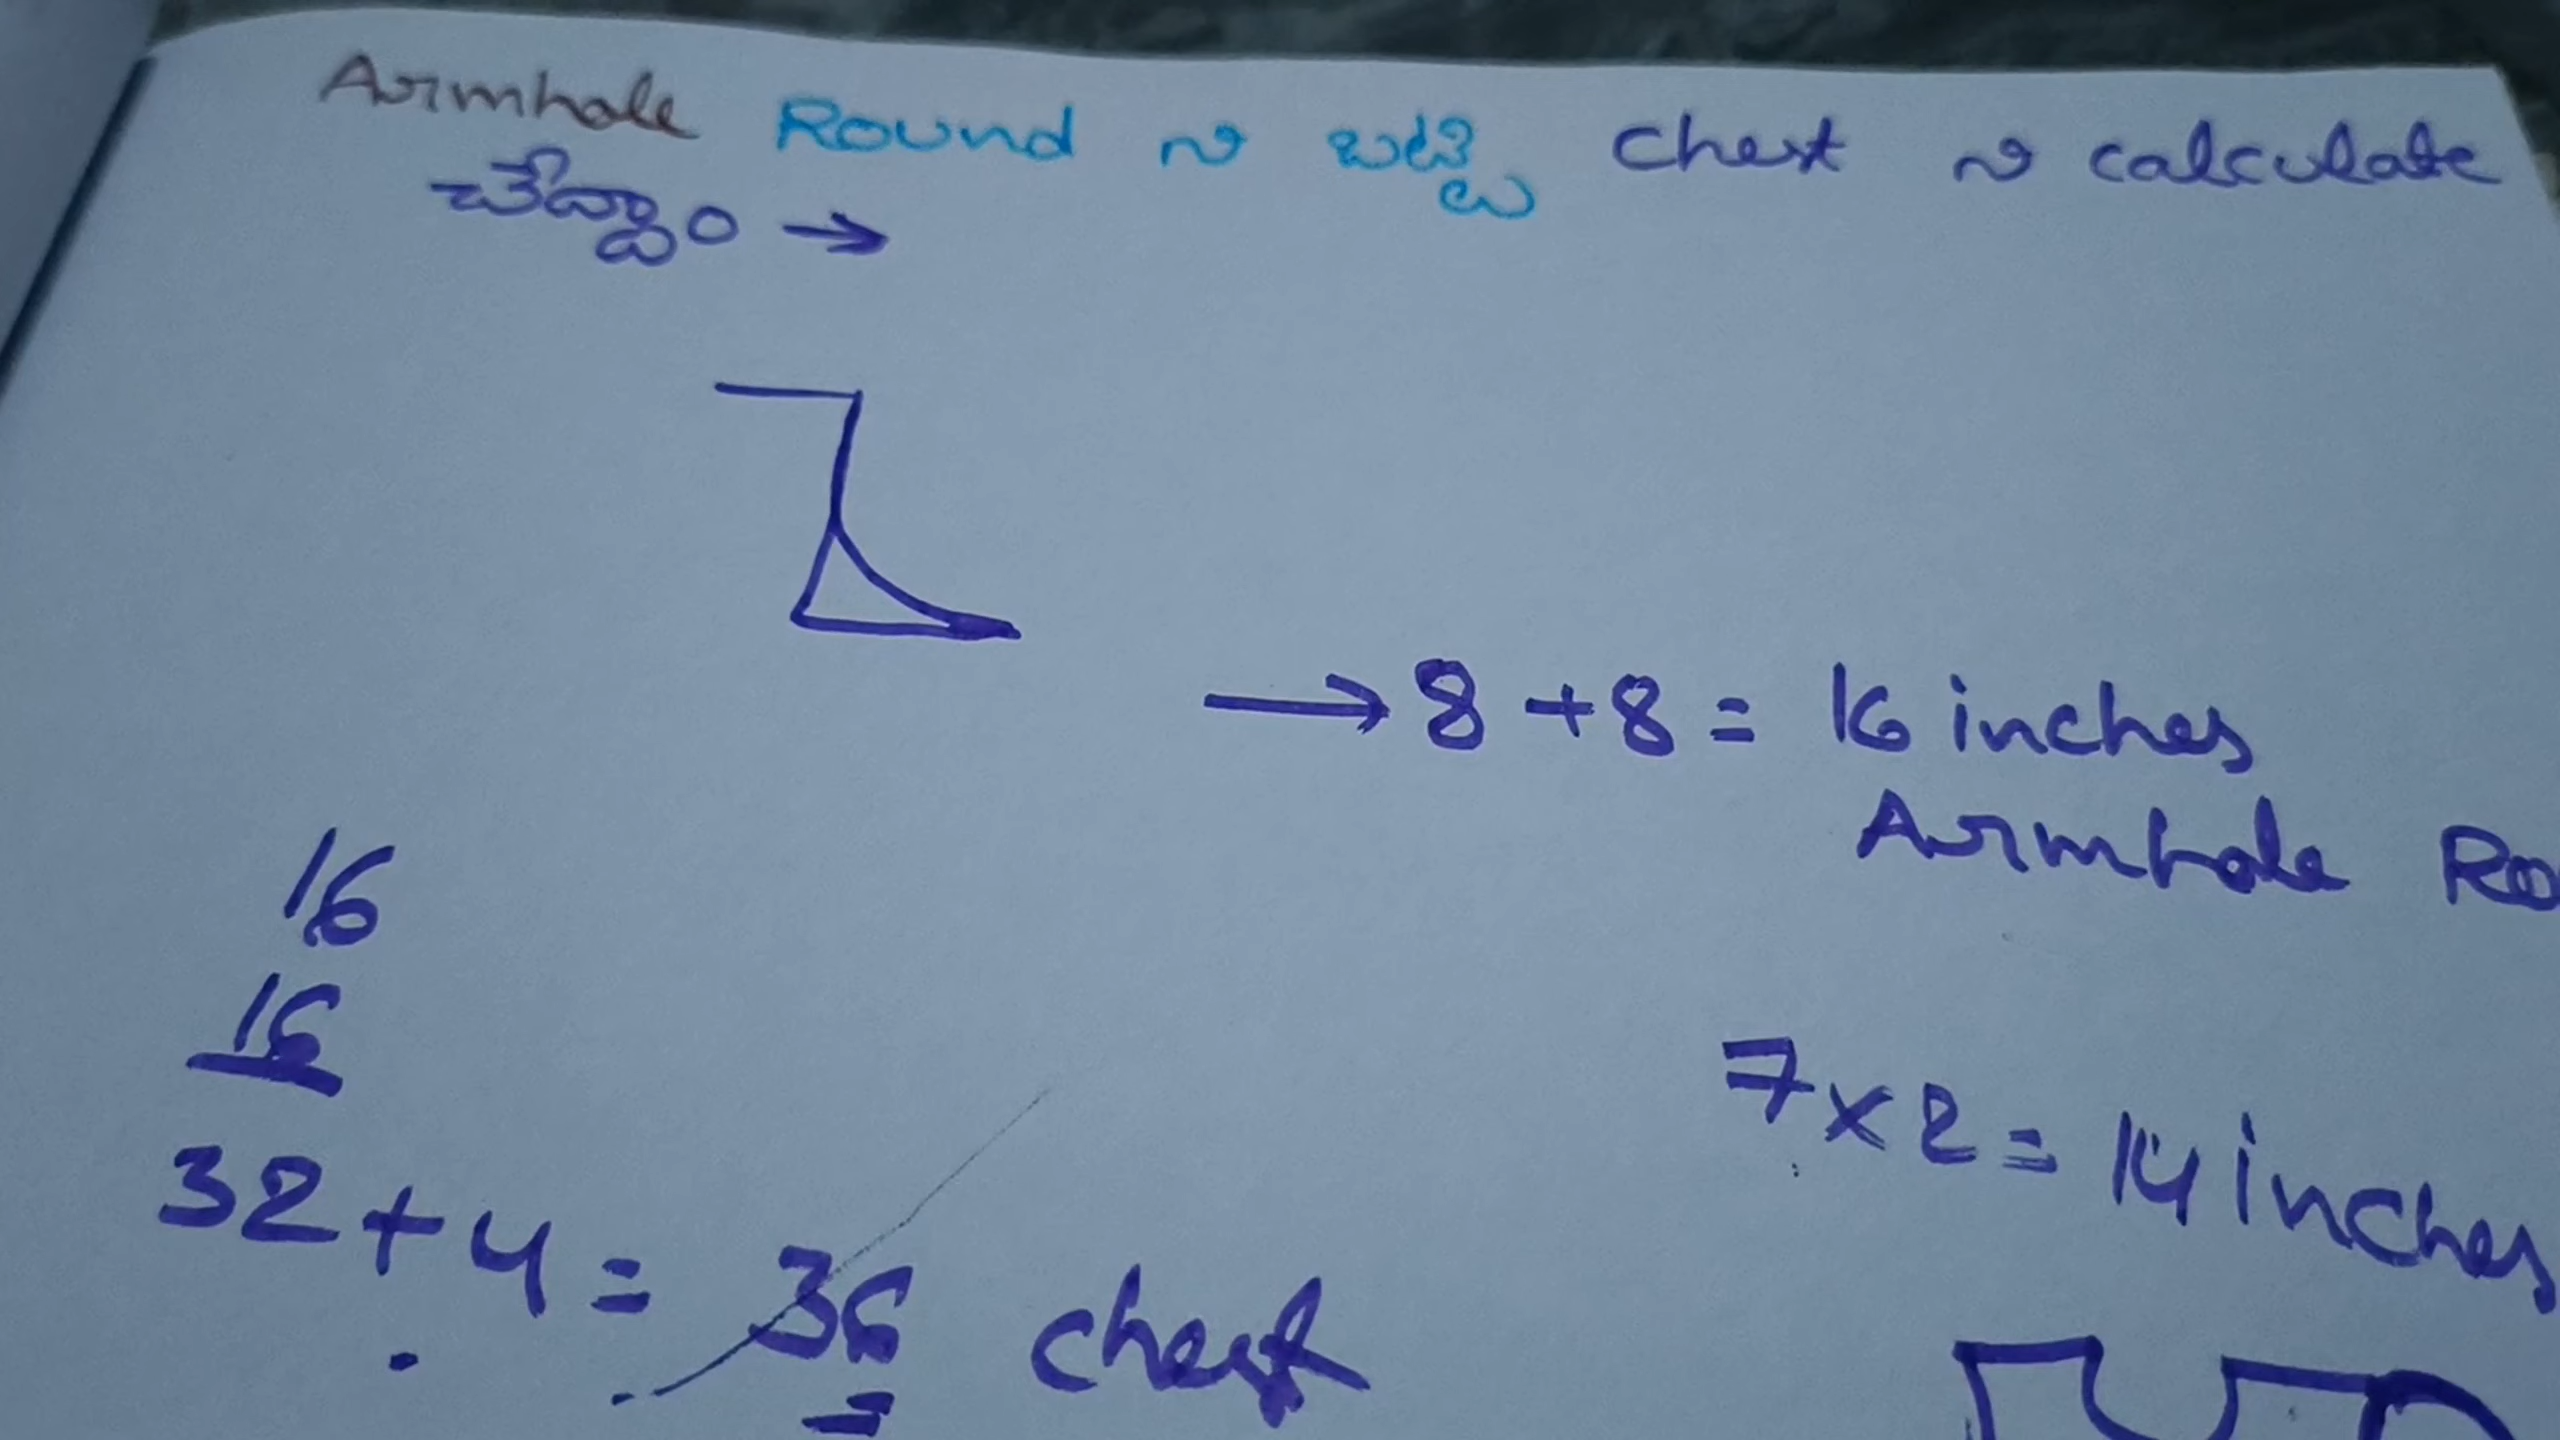 Armhole Round ని బట్టి Chest ని calculate
చేద్దాం →
→ 8 + 8 = 16 inches
Armhole Ro
16
16
32 + 4 = 36 chest
7 x 2 = 14 inches